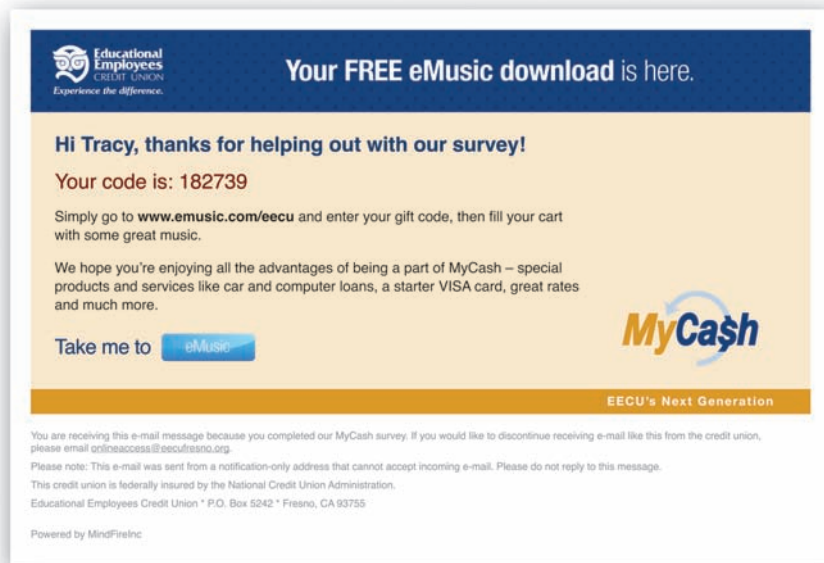 Educational
Employees
CREDIT UNION
Experience the difference.
Your FREE eMusic download is here.
Hi Tracy, thanks for helping out with our survey!
Your code is: 182739
Simply go to www.emusic.com/eecu and enter your gift code, then fill your cart
with some great music.
We hope you're enjoying all the advantages of being a part of MyCash – special
products and services like car and computer loans, a starter VISA card, great rates
and much more.
Take me to eMusic
MyCa$h
EECU's Next Generation
You are receiving this e-mail message because you completed our MyCash survey. If you would like to discontinue receiving e-mail like this from the credit union,
please email onlineaccess@eecufresno.org.
Please note: This e-mail was sent from a notification-only address that cannot accept incoming e-mail. Please do not reply to this message.
This credit union is federally insured by the National Credit Union Administration.
Educational Employees Credit Union * P.O. Box 5242 * Fresno, CA 93755
Powered by MindFireInc